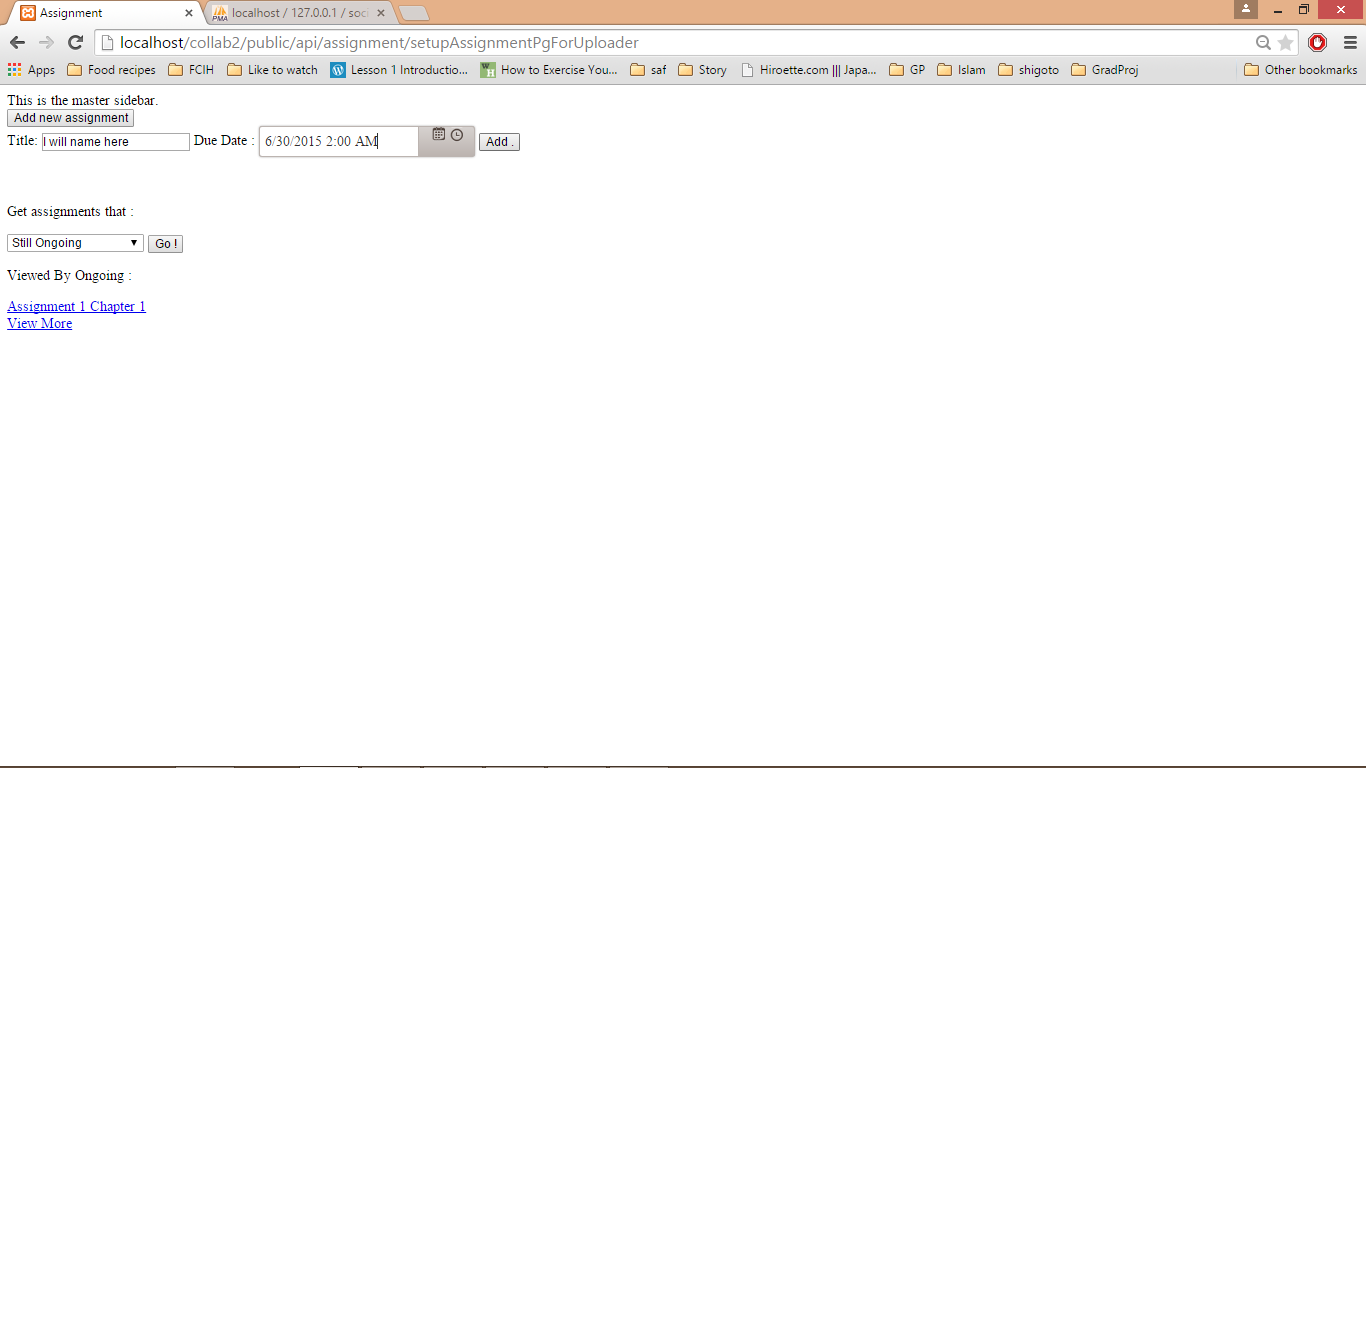 Assignment
localhost / 127.0.0.1 / soci
localhost/collab2/public/api/assignment/setupAssignmentPgForUploader
Apps Food recipes FCIH Like to watch Lesson 1 Introductio... How to Exercise You... saf Story Hiroette.com ||| Japa... GP Islam shigoto GradProj Other bookmarks
This is the master sidebar.
Add new assignment
Title: I will name here Due Date : 6/30/2015 2:00 AM Add .
Get assignments that :
Still Ongoing Go !
Viewed By Ongoing :
Assignment 1 Chapter 1
View More